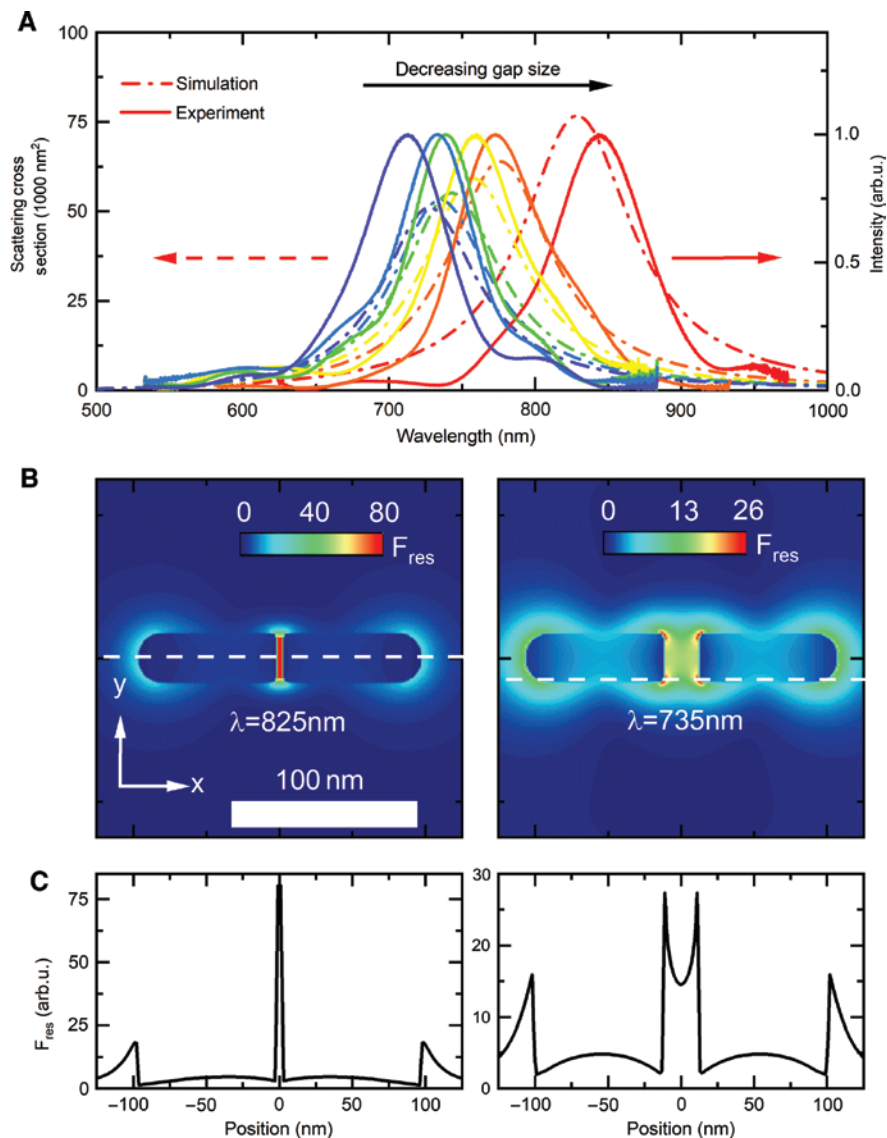 A
Scattering cross
section (1000 nm²)
100
75
50
25
0
Simulation
Experiment
Decreasing gap size
1.0
0.5
0.0
Intensity (arb.u.)
500 600 700 800 900 1000
Wavelength (nm)
B
0 40 80
F_res
λ=825nm
y
x
100 nm
0 13 26
F_res
λ=735nm
C
F_res (arb.u.)
75
50
25
0
−100 −50 0 50 100
Position (nm)
30
20
10
0
−100 −50 0 50 100
Position (nm)